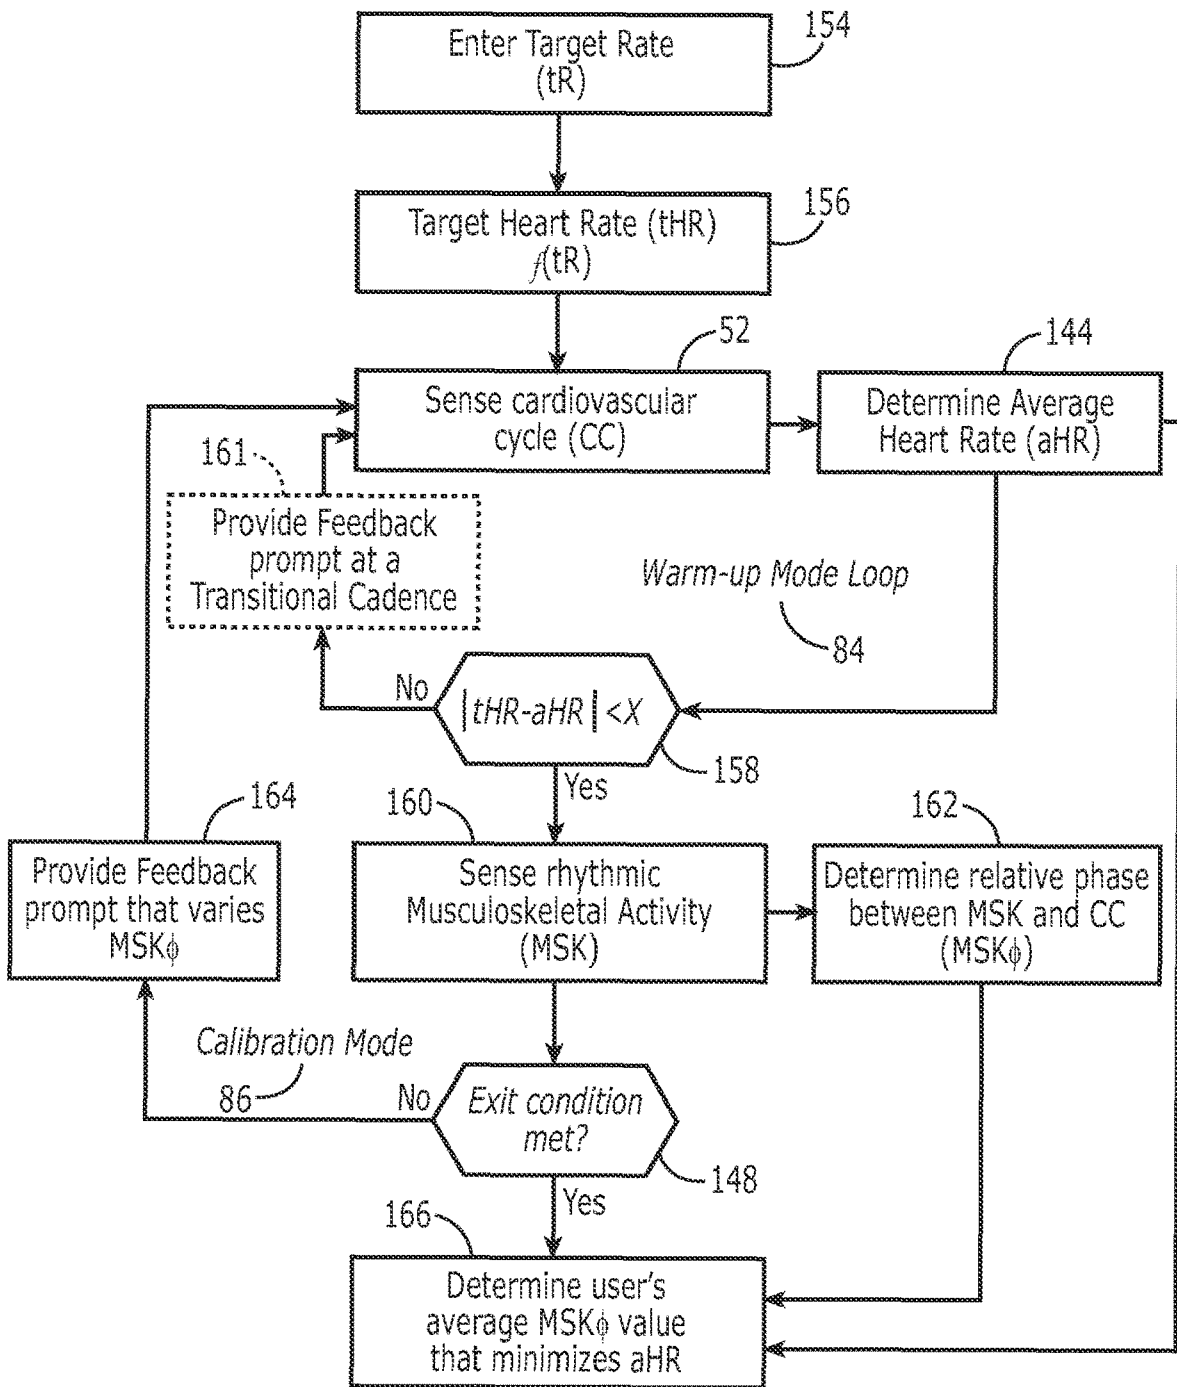 154
Enter Target Rate
(tR)
156
Target Heart Rate (tHR)
f(tR)
52
144
Sense cardiovascular
cycle (CC)
Determine Average
Heart Rate (aHR)
161
Provide Feedback
prompt at a
Transitional Cadence
Warm-up Mode Loop
84
No
|tHR-aHR| <X
158
Yes
164
160
162
Provide Feedback
prompt that varies
MSKϕ
Sense rhythmic
Musculoskeletal Activity
(MSK)
Determine relative phase
between MSK and CC
(MSKϕ)
Calibration Mode
86
No
Exit condition
met?
148
Yes
166
Determine user's
average MSKϕ value
that minimizes aHR